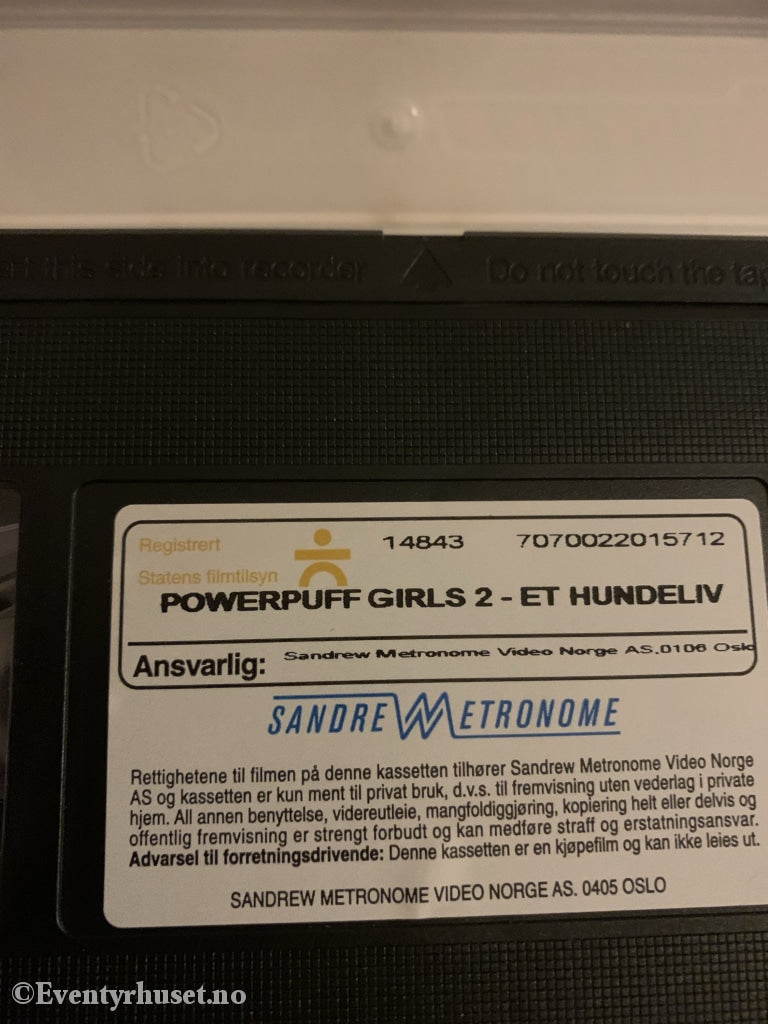 this side into recorder Do not touch the tap
Registrert 14843 7070022015712
Statens filmtilsyn
POWERPUFF GIRLS 2 - ET HUNDELIV
Ansvarlig: Sandrew Metronome Video Norge AS.0106 Oslo
SANDREW METRONOME
Rettighetene til filmen på denne kassetten tilhører Sandrew Metronome Video Norge
AS og kassetten er kun ment til privat bruk, d.v.s. til fremvisning uten vederlag i private
hjem. All annen benyttelse, videreutleie, mangfoldiggjøring, kopiering helt eller delvis og
offentlig fremvisning er strengt forbudt og kan medføre straff og erstatningsansvar.
Advarsel til forretningsdrivende: Denne kassetten er en kjøpefilm og kan ikke leies ut.
SANDREW METRONOME VIDEO NORGE AS. 0405 OSLO
©Eventyrhuset.no